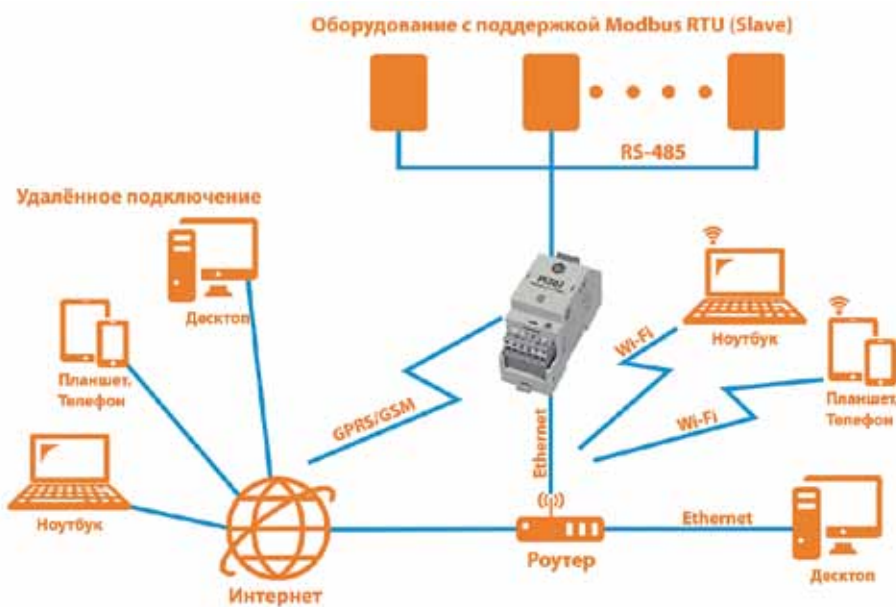 Оборудование с поддержкой Modbus RTU (Slave)
RS-485
Удалённое подключение
Десктоп
Ноутбук
Планшет,
Телефон
Wi-Fi
Планшет,
Телефон
GPRS/GSM
Ethernet
Wi-Fi
Ноутбук
Ethernet
Роутер
Десктоп
Интернет